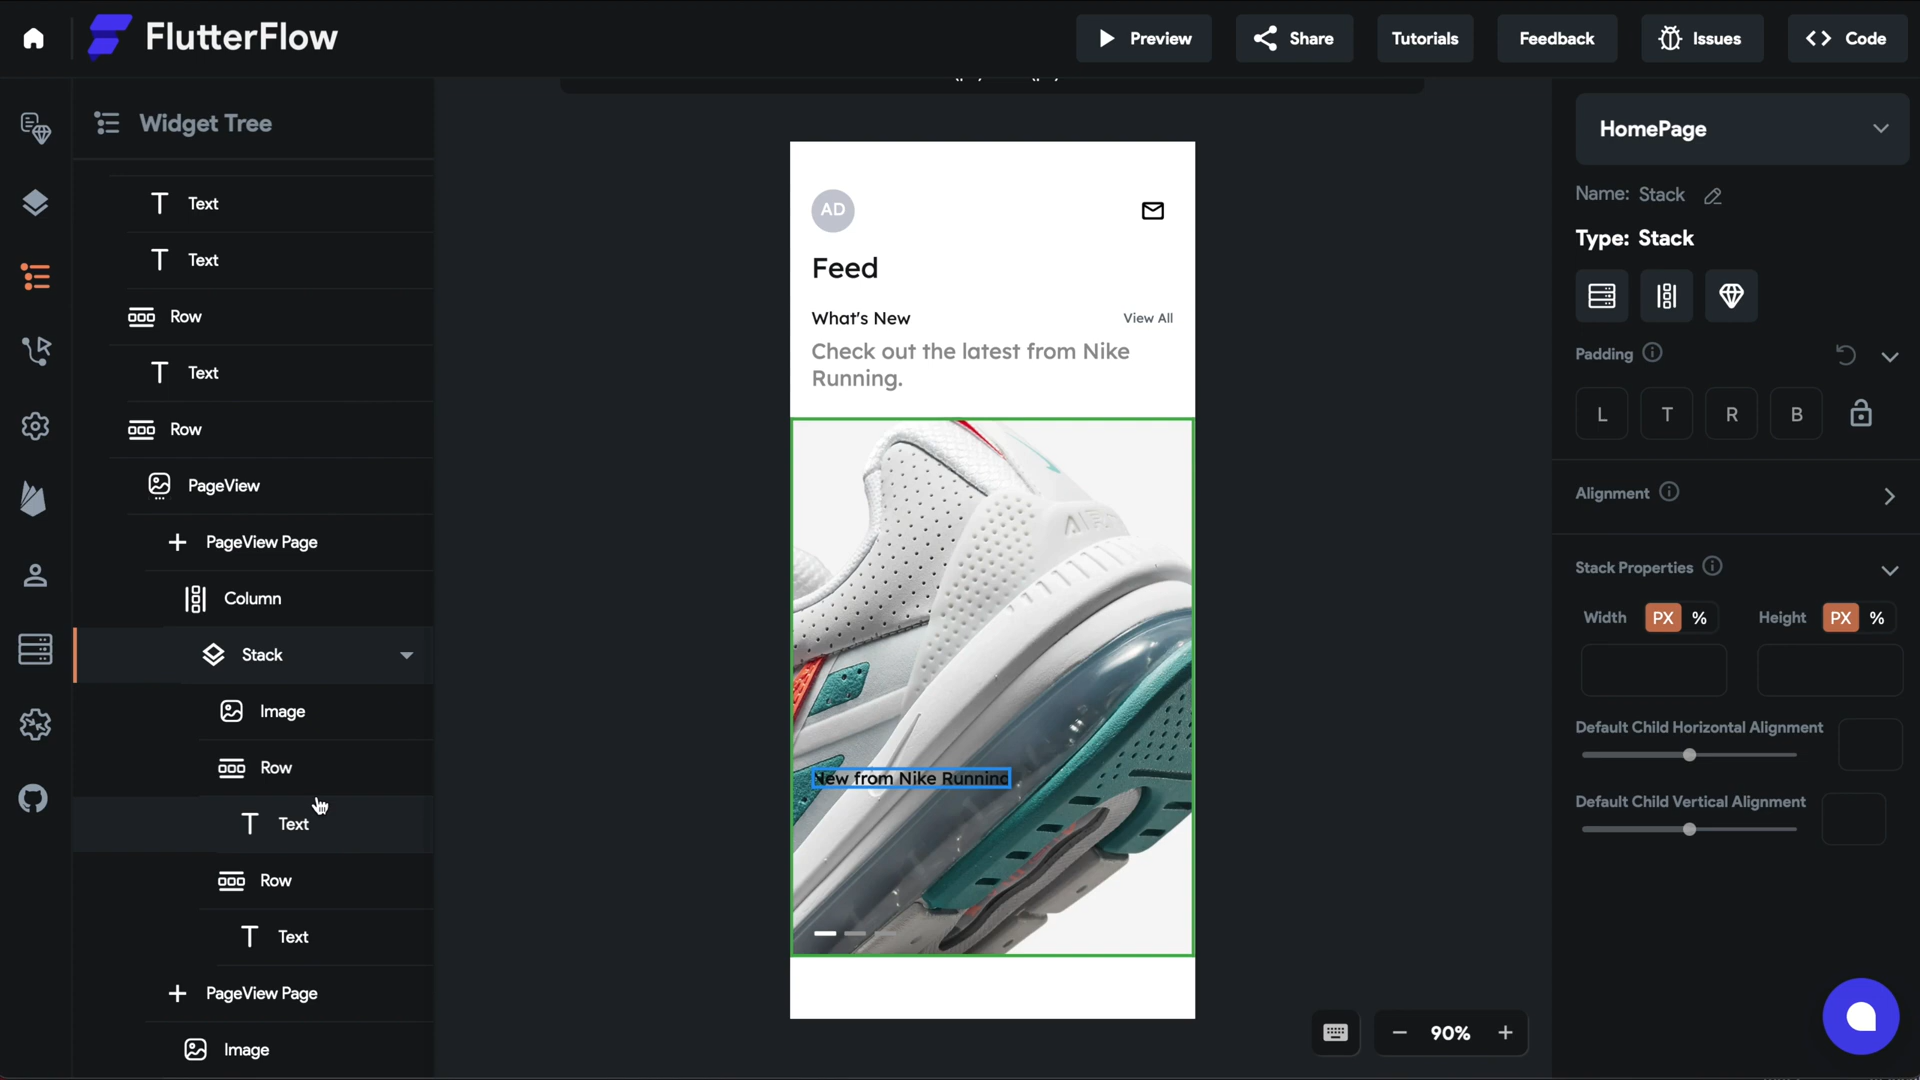 FlutterFlow
Preview
Share
Tutorials
Feedback
Issues
Code
Widget Tree
Text
Text
Row
Text
Row
PageView
PageView Page
Column
Stack
Image
Row
Text
Row
Text
PageView Page
Image
AD
Feed
What's New
View All
Check out the latest from Nike
Running.
New from Nike Running
90%
HomePage
Name: Stack
Type: Stack
Padding
L
T
R
B
Alignment
Stack Properties
Width PX %
Height PX %
Default Child Horizontal Alignment
Default Child Vertical Alignment